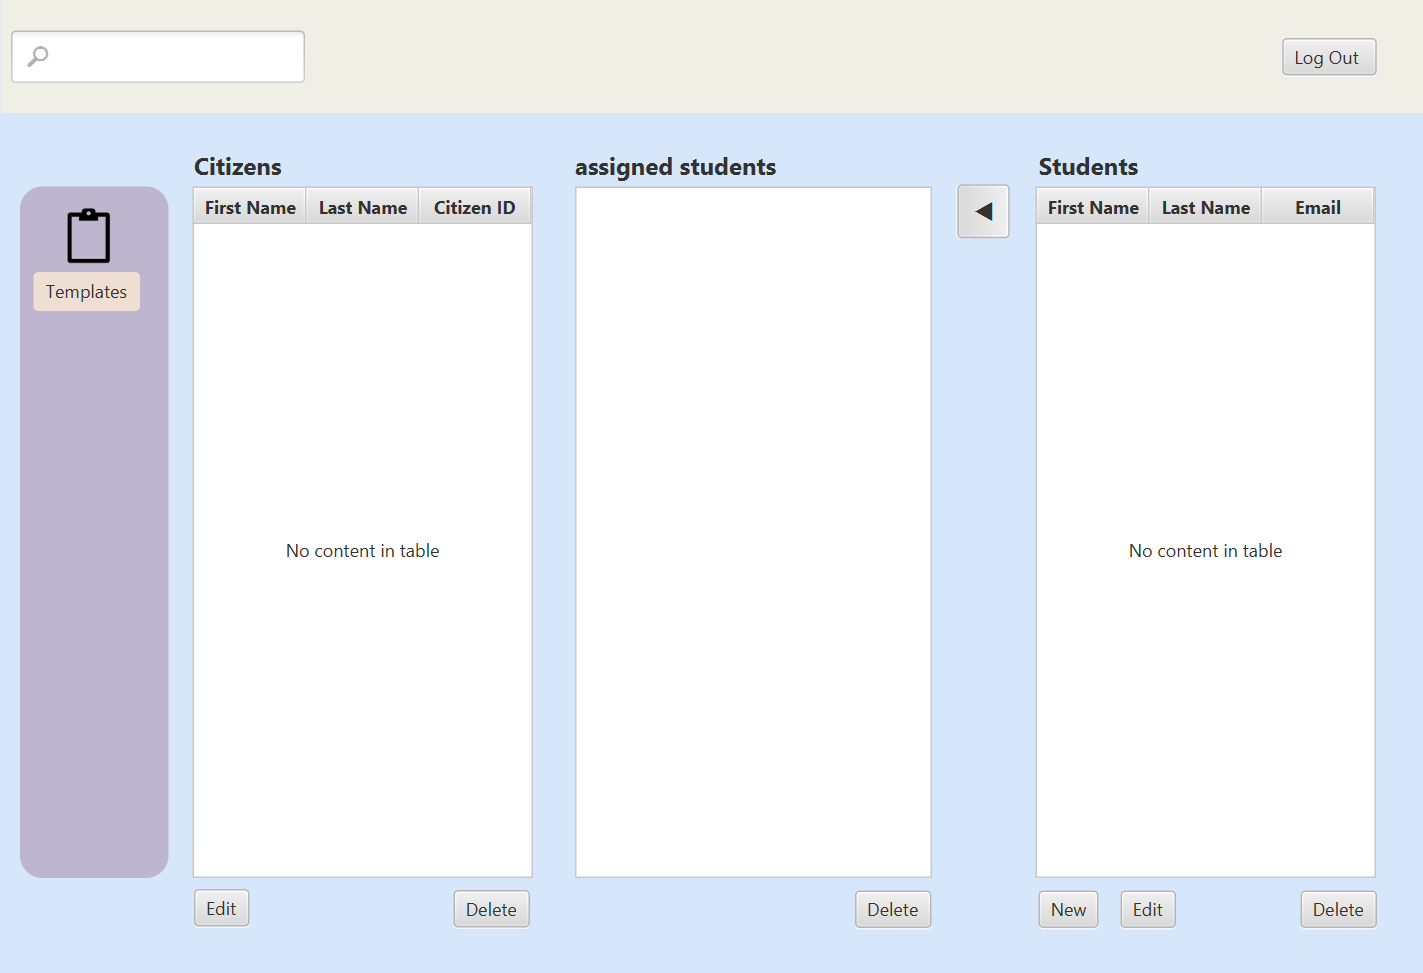 Log Out
Citizens
assigned students
Students
First Name Last Name Citizen ID
First Name Last Name Email
Templates
No content in table
No content in table
Edit
Delete
Delete
New
Edit
Delete